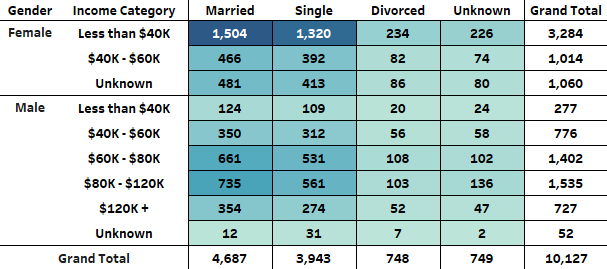 Gender Income Category Married Single Divorced Unknown Grand Total
Female Less than $40K 1,504 1,320 234 226 3,284
$40K - $60K 466 392 82 74 1,014
Unknown 481 413 86 80 1,060
Male Less than $40K 124 109 20 24 277
$40K - $60K 350 312 56 58 776
$60K - $80K 661 531 108 102 1,402
$80K - $120K 735 561 103 136 1,535
$120K + 354 274 52 47 727
Unknown 12 31 7 2 52
Grand Total 4,687 3,943 748 749 10,127